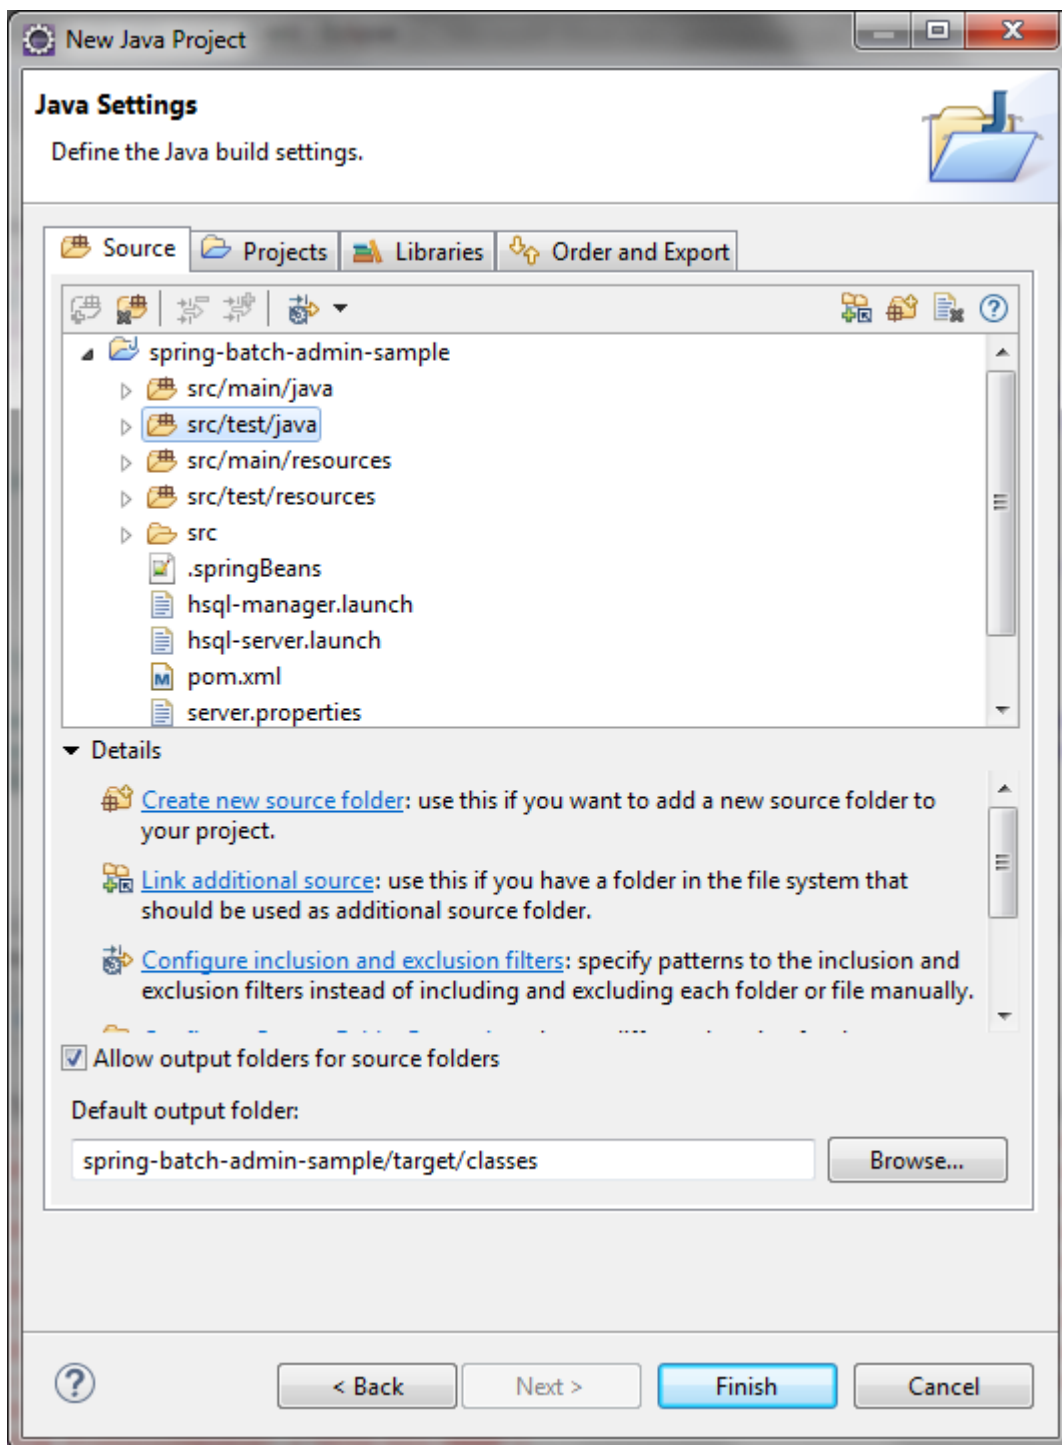 New Java Project
Java Settings
Define the Java build settings.
Source Projects Libraries Order and Export
spring-batch-admin-sample
src/main/java
src/test/java
src/main/resources
src/test/resources
src
.springBeans
hsql-manager.launch
hsql-server.launch
M pom.xml
server.properties
Details
Create new source folder: use this if you want to add a new source folder to
your project.
Link additional source: use this if you have a folder in the file system that
should be used as additional source folder.
Configure inclusion and exclusion filters: specify patterns to the inclusion and
exclusion filters instead of including and excluding each folder or file manually.
Allow output folders for source folders
Default output folder:
spring-batch-admin-sample/target/classes Browse...
< Back Next > Finish Cancel